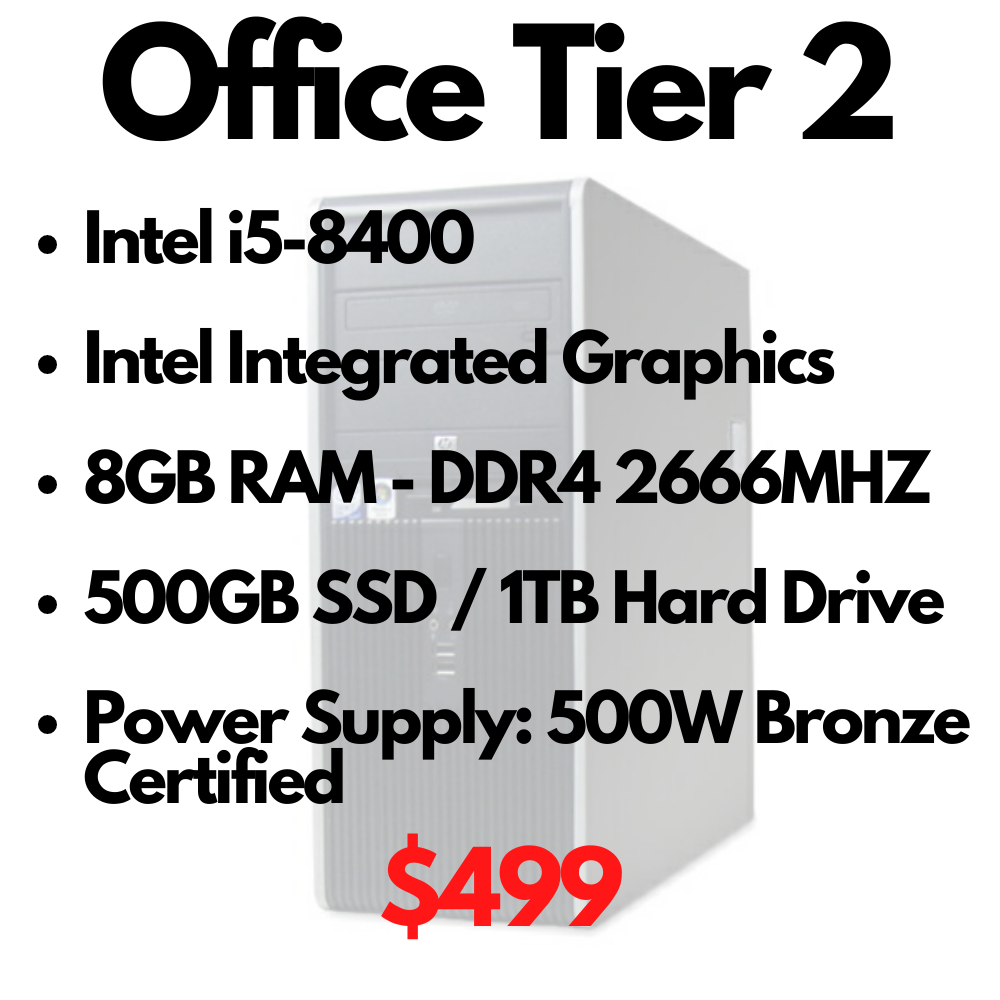 Office Tier 2
• Intel i5-8400
• Intel Integrated Graphics
• 8GB RAM - DDR4 2666MHZ
• 500GB SSD / 1TB Hard Drive
• Power Supply: 500W Bronze
Certified
$499